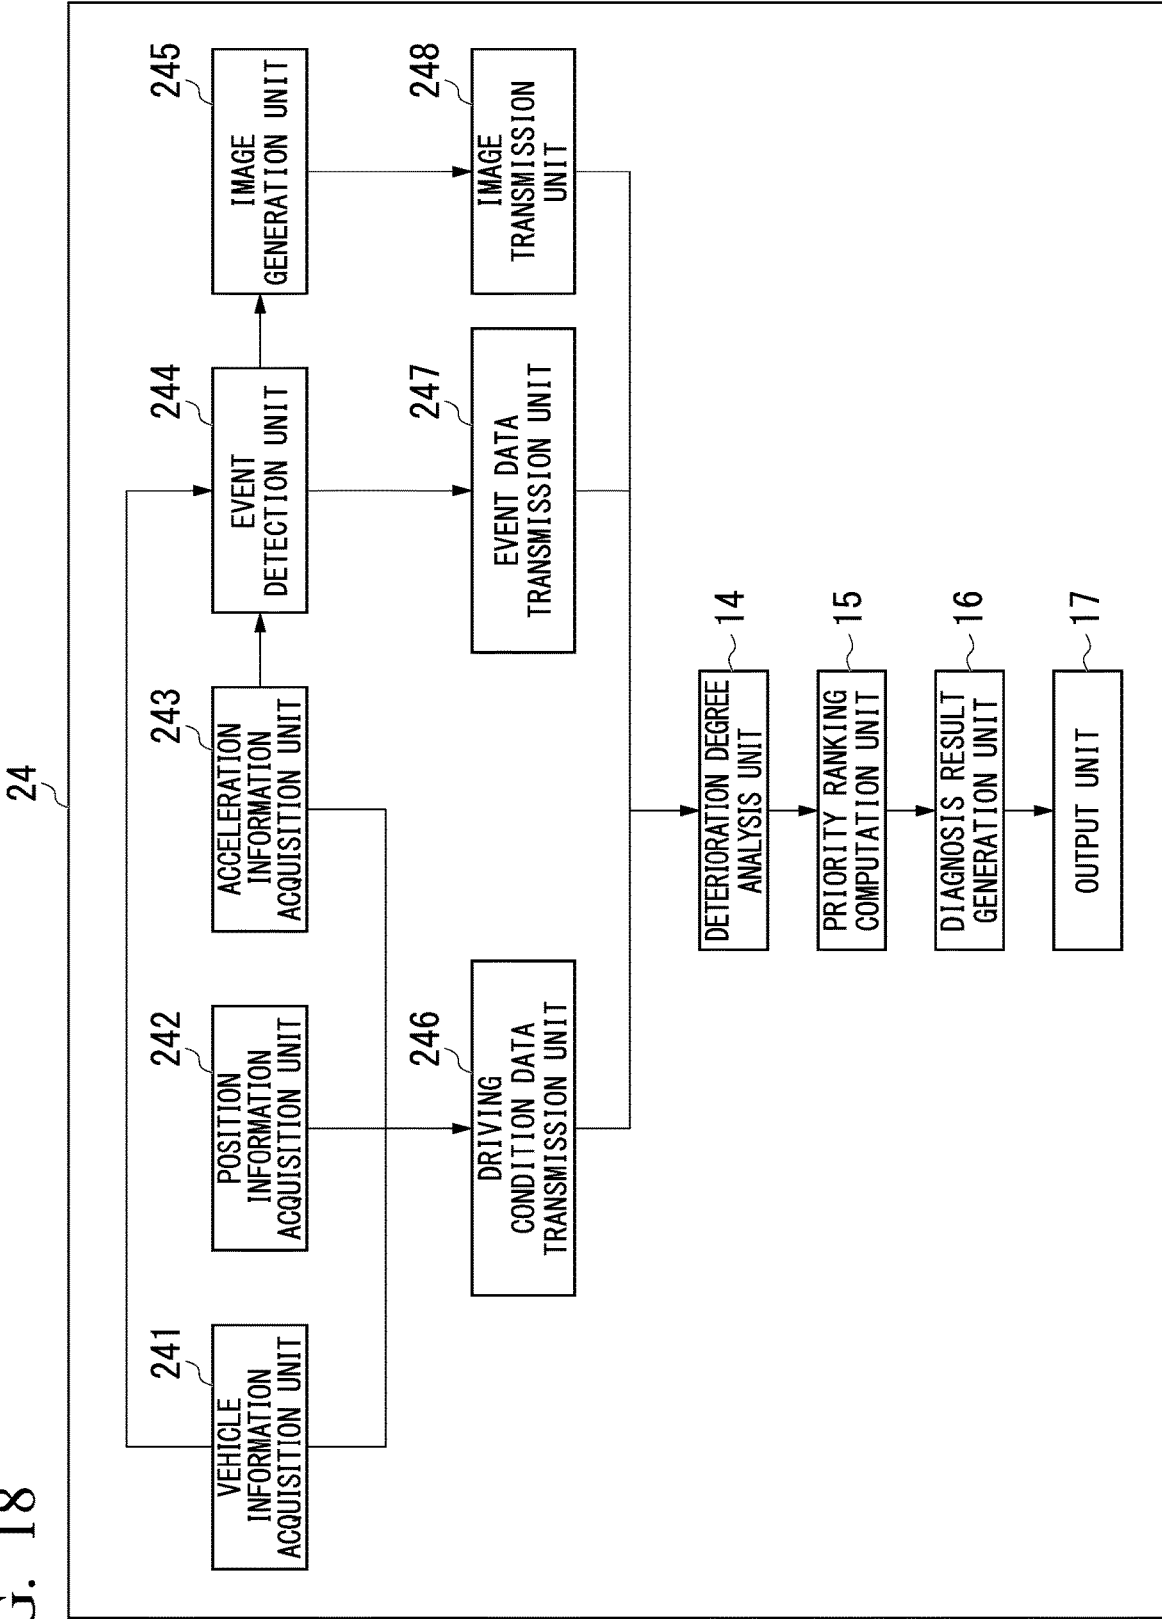 G. 18
24
241
VEHICLE
INFORMATION
ACQUISITION UNIT
242
POSITION
INFORMATION
ACQUISITION UNIT
243
ACCELERATION
INFORMATION
ACQUISITION UNIT
244
EVENT
DETECTION UNIT
245
IMAGE
GENERATION UNIT
246
DRIVING
CONDITION DATA
TRANSMISSION UNIT
247
EVENT DATA
TRANSMISSION UNIT
248
IMAGE
TRANSMISSION
UNIT
14
DETERIORATION DEGREE
ANALYSIS UNIT
15
PRIORITY RANKING
COMPUTATION UNIT
16
DIAGNOSIS RESULT
GENERATION UNIT
17
OUTPUT UNIT